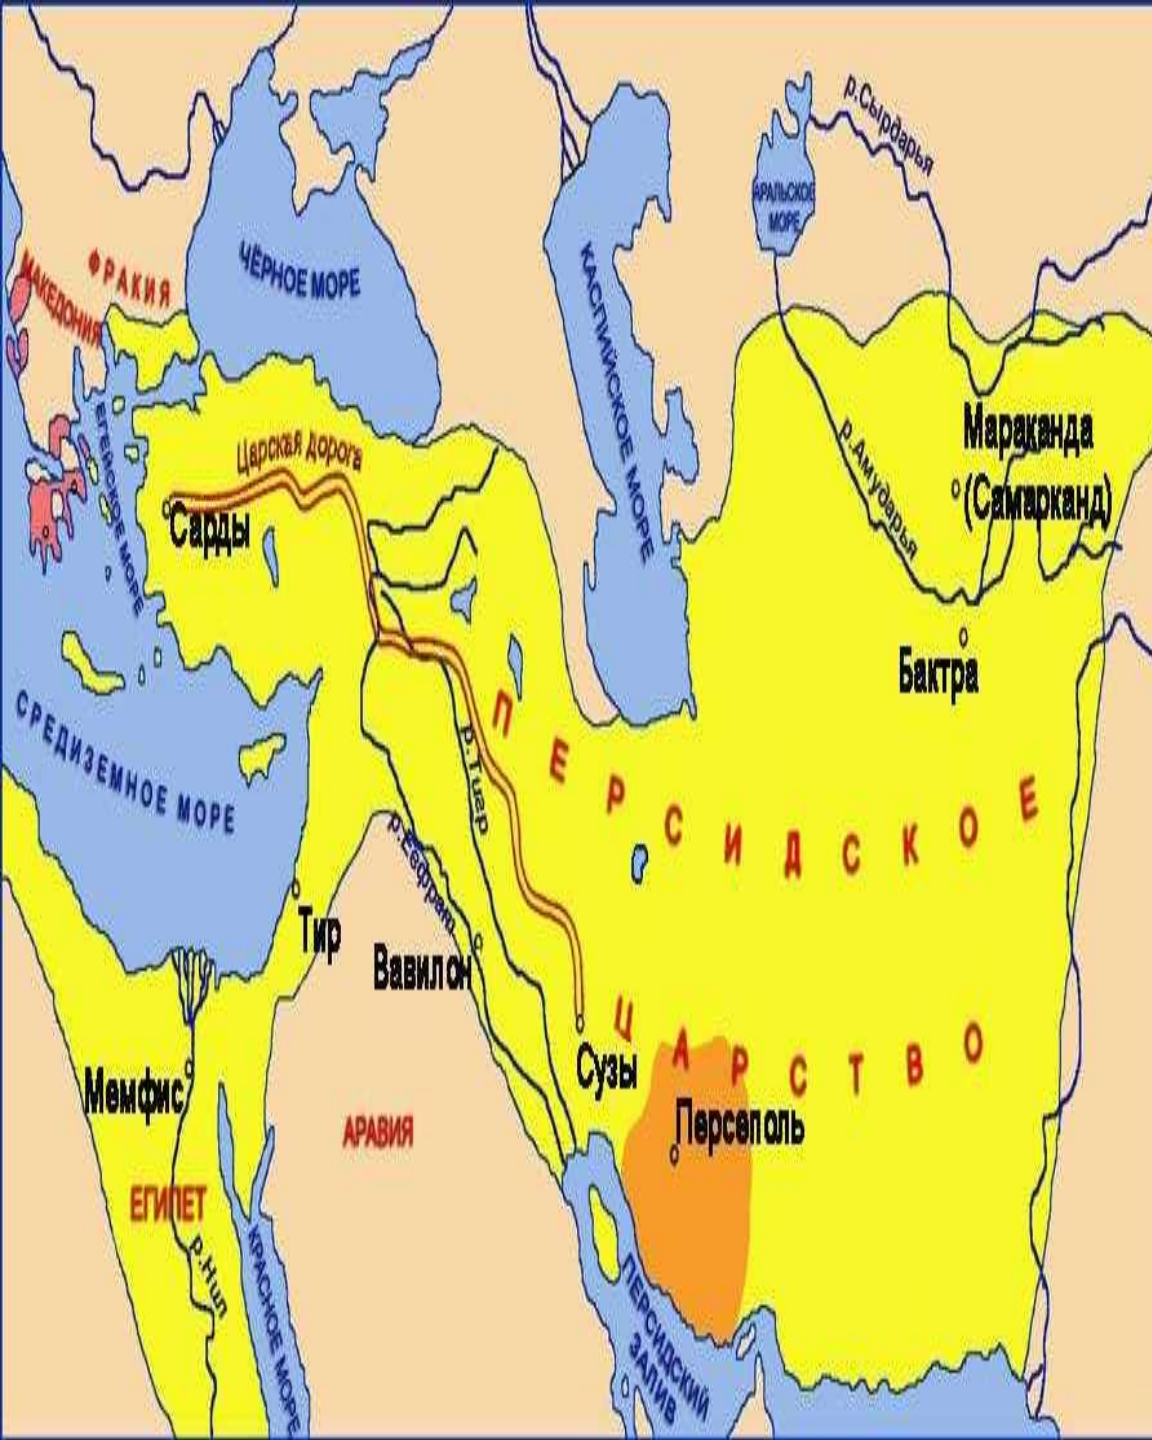 р.Сырдарья
АРАЛЬСКОЕ
МОРЕ
ФРАКИЯ
МАКЕДОНИЯ
ЧЁРНОЕ МОРЕ
КАСПИЙСКОЕ МОРЕ
ЕГЕЙСКОЕ МОРЕ
Царская дорога
Сарды
р.Амударья
Мараканда
(Самарканд)
Бактра
СРЕДИЗЕМНОЕ МОРЕ
р.Тигр
ПЕРСИДСКОЕ
р.Евфрат
Тир
Вавилон
ЦАРСТВО
Сузы
Мемфис
Персеполь
АРАВИЯ
ЕГИПЕТ
р.Нил
КРАСНОЕ МОРЕ
ПЕРСИДСКИЙ
ЗАЛИВ